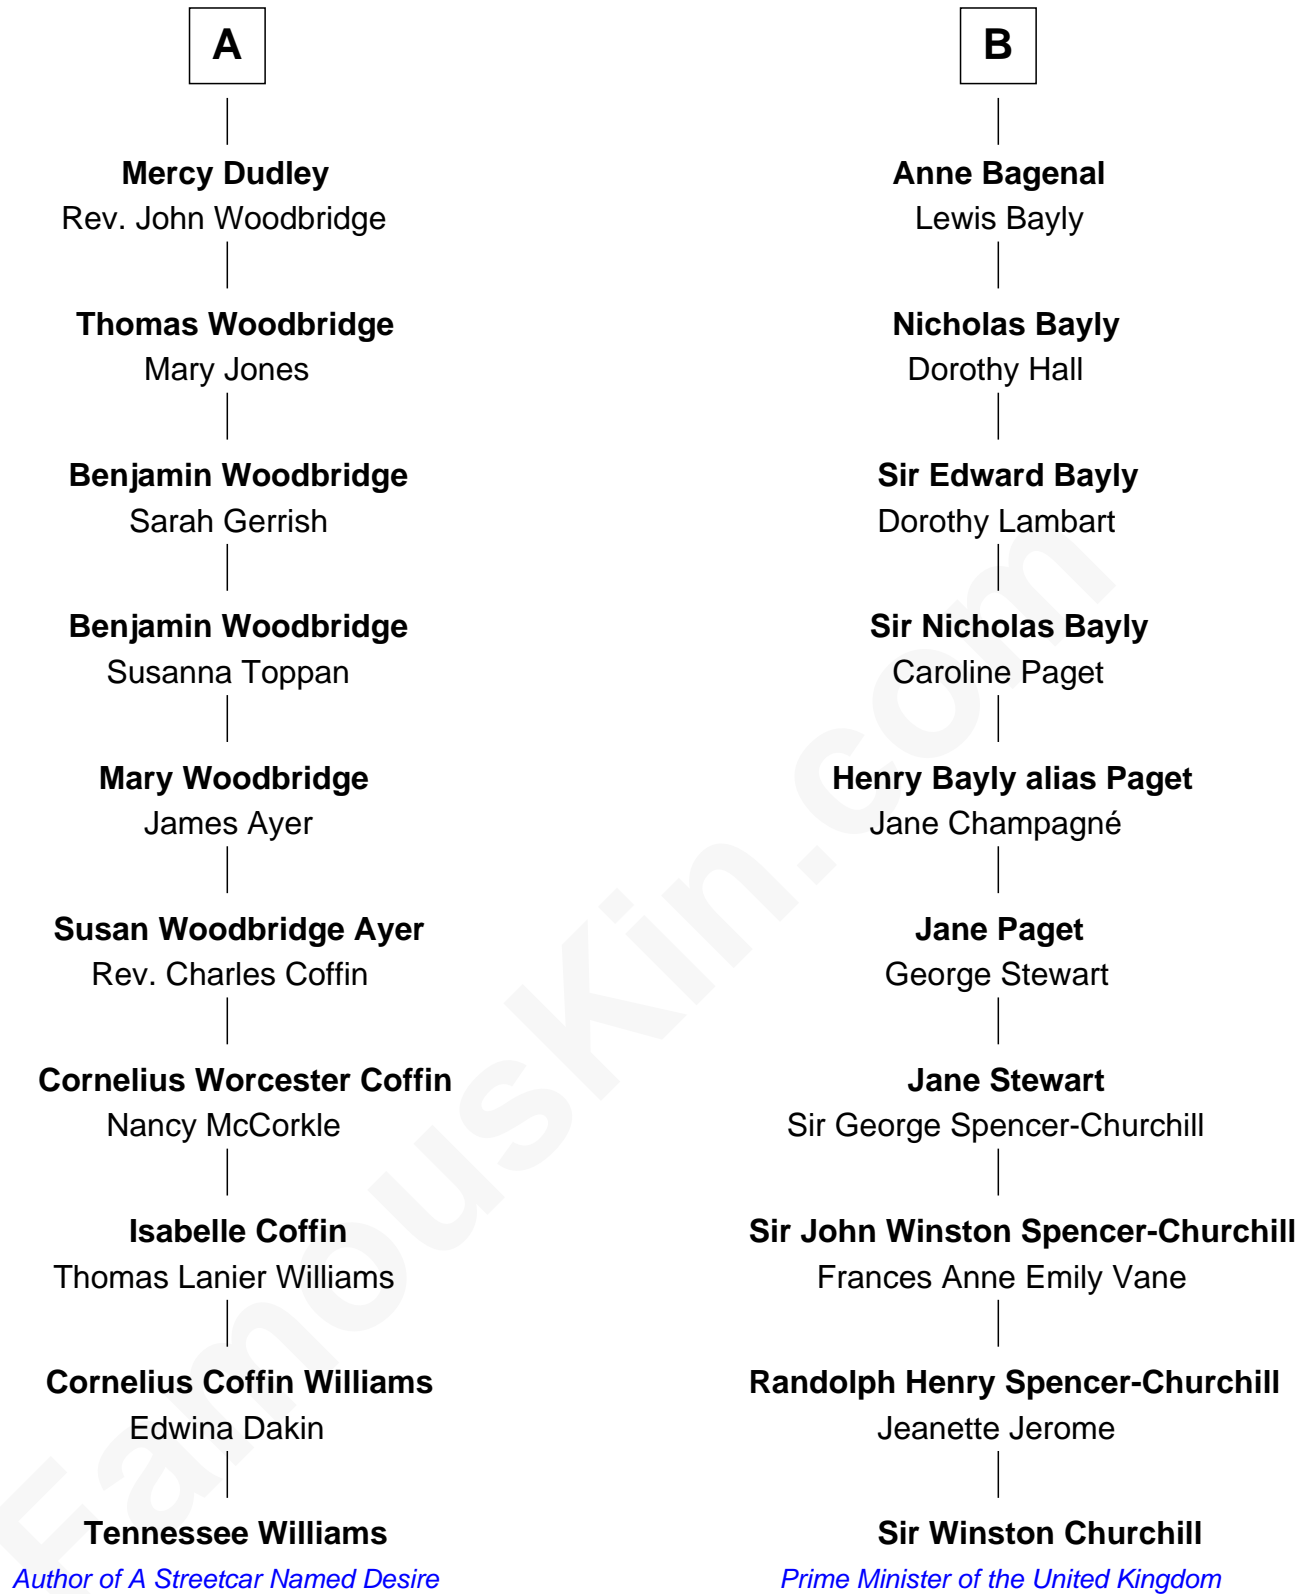 A
Mercy Dudley
Rev. John Woodbridge
Thomas Woodbridge
Mary Jones
Benjamin Woodbridge
Sarah Gerrish
Benjamin Woodbridge
Susanna Toppan
Mary Woodbridge
James Ayer
Susan Woodbridge Ayer
Rev. Charles Coffin
Cornelius Worcester Coffin
Nancy McCorkle
Isabelle Coffin
Thomas Lanier Williams
Cornelius Coffin Williams
Edwina Dakin
Tennessee Williams
Author of A Streetcar Named Desire
B
Anne Bagenal
Lewis Bayly
Nicholas Bayly
Dorothy Hall
Sir Edward Bayly
Dorothy Lambart
Sir Nicholas Bayly
Caroline Paget
Henry Bayly alias Paget
Jane Champagné
Jane Paget
George Stewart
Jane Stewart
Sir George Spencer-Churchill
Sir John Winston Spencer-Churchill
Frances Anne Emily Vane
Randolph Henry Spencer-Churchill
Jeanette Jerome
Sir Winston Churchill
Prime Minister of the United Kingdom
FamousKin.com